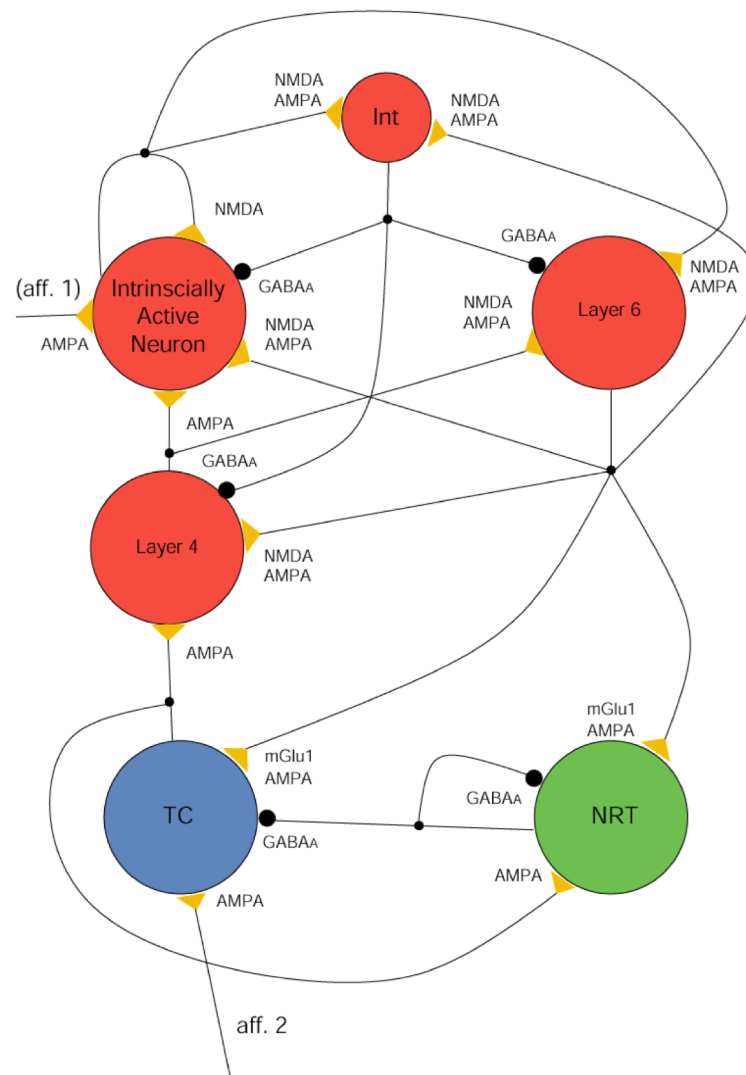 NMDA
AMPA
Int
NMDA
AMPA
NMDA
GABAA
GABAA
(aff. 1)
Intrinscially
Active
Neuron
AMPA
NMDA
AMPA
NMDA
AMPA
Layer 6
NMDA
AMPA
AMPA
GABAA
Layer 4
NMDA
AMPA
AMPA
mGlu1
AMPA
mGlu1
AMPA
TC
GABAA
GABAA
NRT
AMPA
AMPA
aff. 2